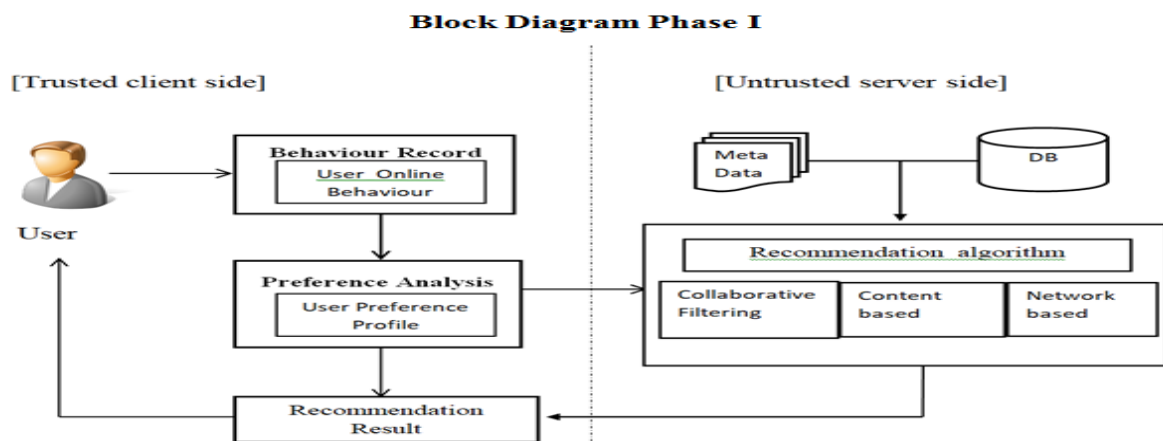 Block Diagram Phase I
[Trusted client side]
[Untrusted server side]
User
Behaviour Record
User Online
Behaviour
Preference Analysis
User Preference
Profile
Recommendation
Result
Meta
Data
DB
Recommendation algorithm
Collaborative
Filtering
Content
based
Network
based